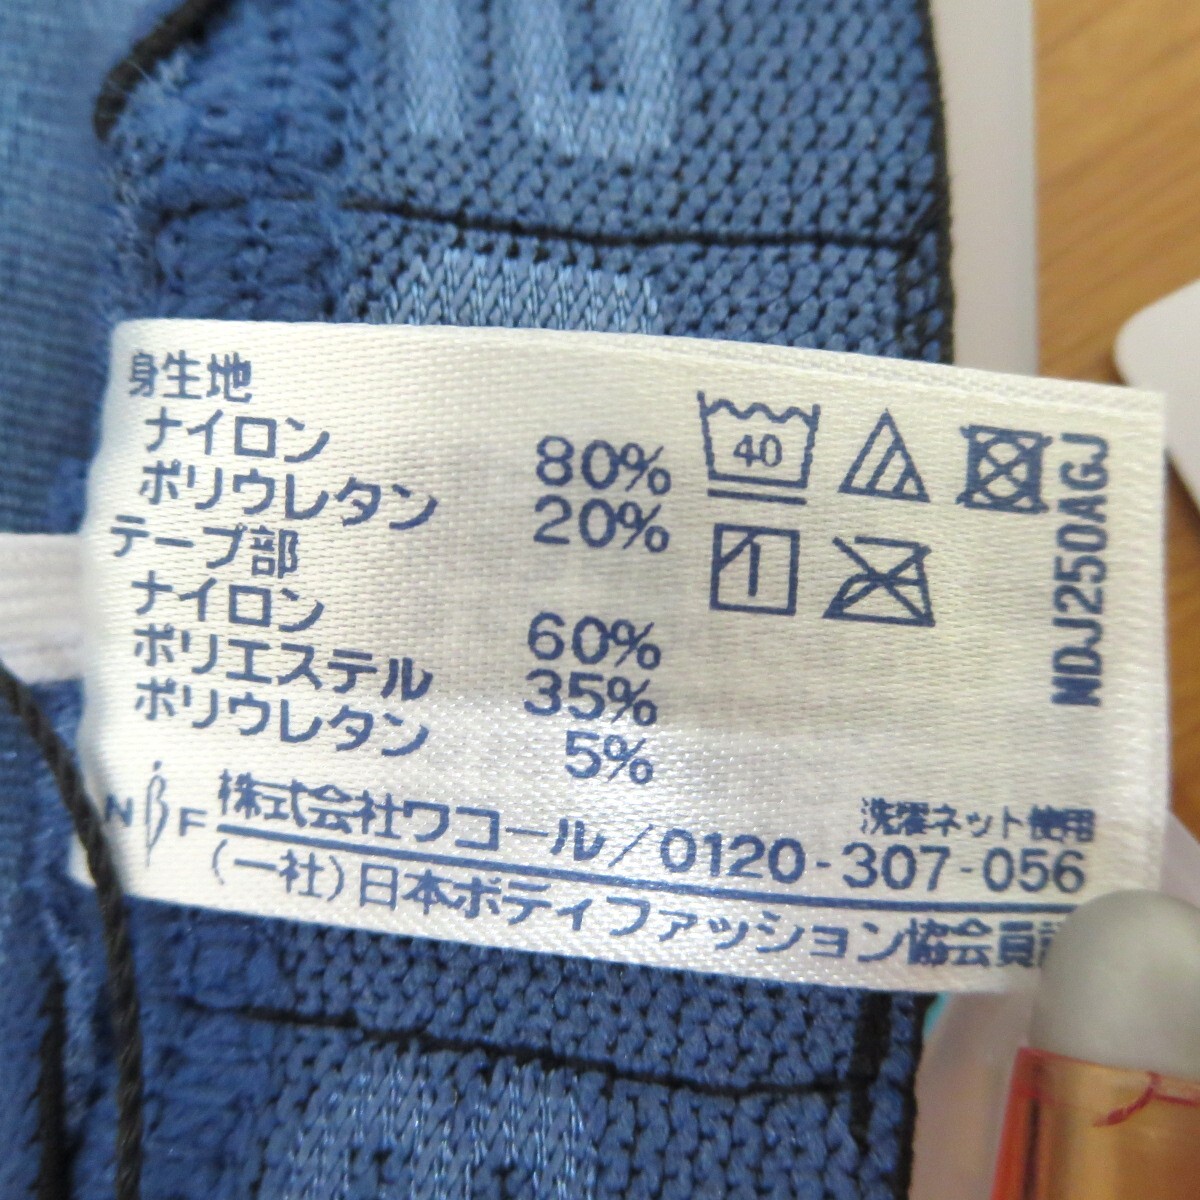 身生地
ナイロン 80%
ポリウレタン 20%
テープ部
ナイロン 60%
ポリエステル 35%
ポリウレタン 5%
40
NDJ250AGJ
洗濯ネット使用
NBF 株式会社ワコール/0120-307-056
(一社)日本ボディファッション協会員